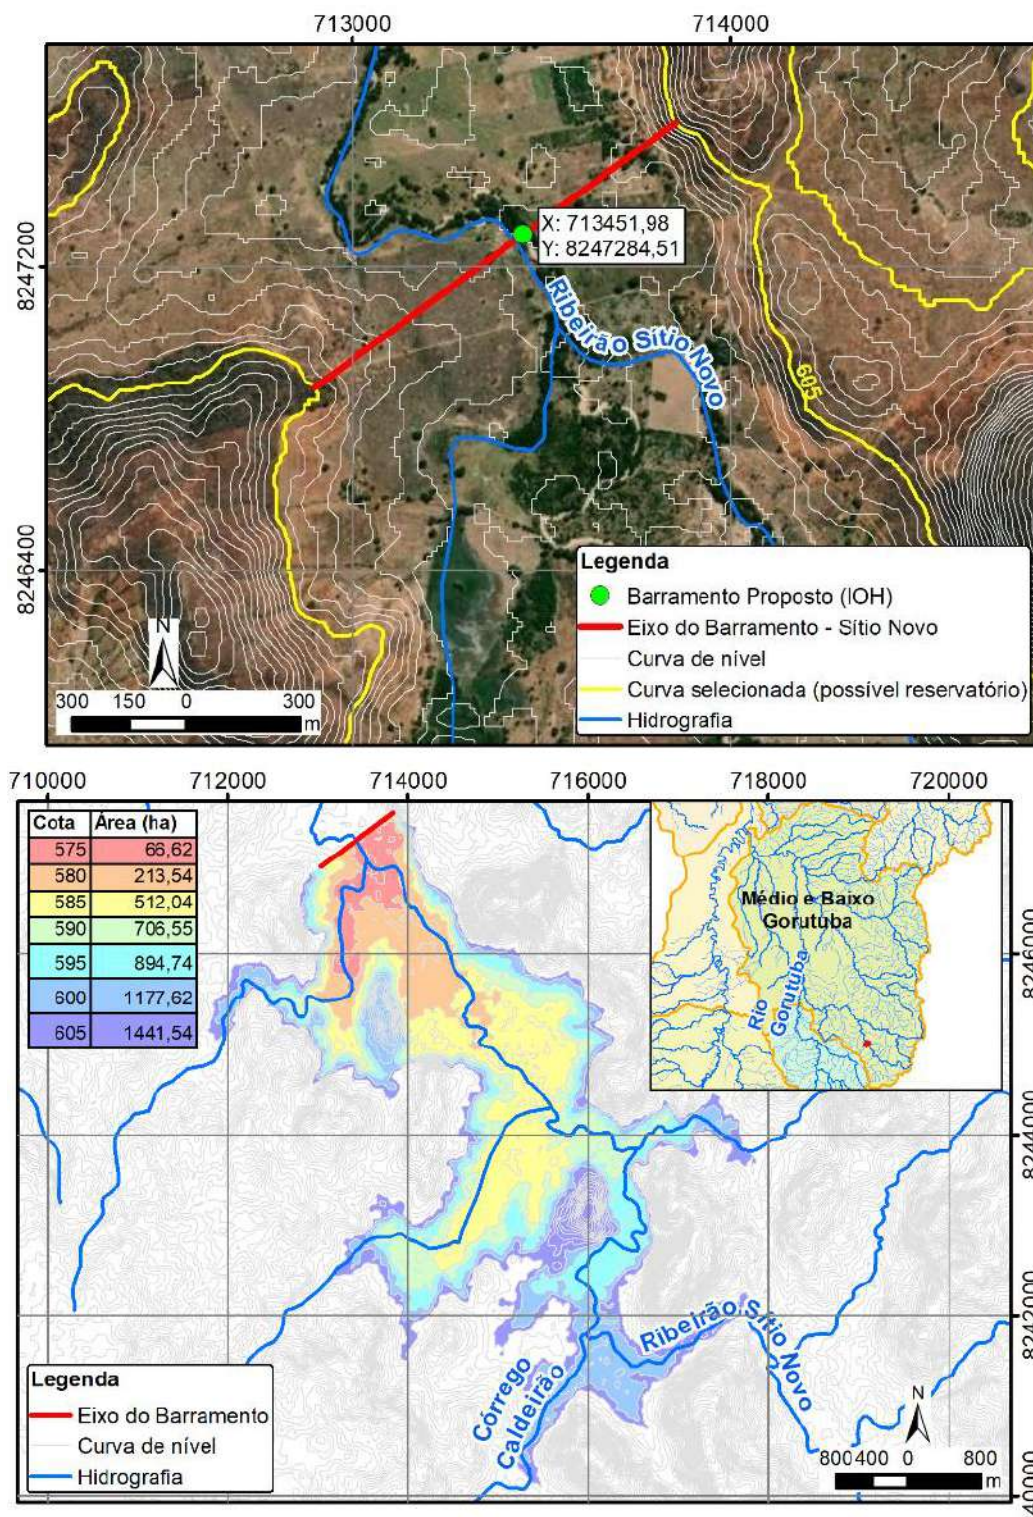 713000 714000
8247200
8246400
X: 713451,98
Y: 8247284,51
Ribeirão Sítio Novo
605
Legenda
Barramento Proposto (IOH)
Eixo do Barramento - Sítio Novo
Curva de nível
Curva selecionada (possível reservatório)
Hidrografia
N
300 150 0 300
m
710000 712000 714000 716000 718000 720000
Cota Área (ha)
575 66,62
580 213,54
585 512,04
590 706,55
595 894,74
600 1177,62
605 1441,54
Médio e Baixo
Gorutuba
Rio
Gorutuba
8246000
8244000
8242000
Ribeirão Sítio Novo
Córrego
Caldeirão
Legenda
Eixo do Barramento
Curva de nível
Hidrografia
N
800 400 0 800
m